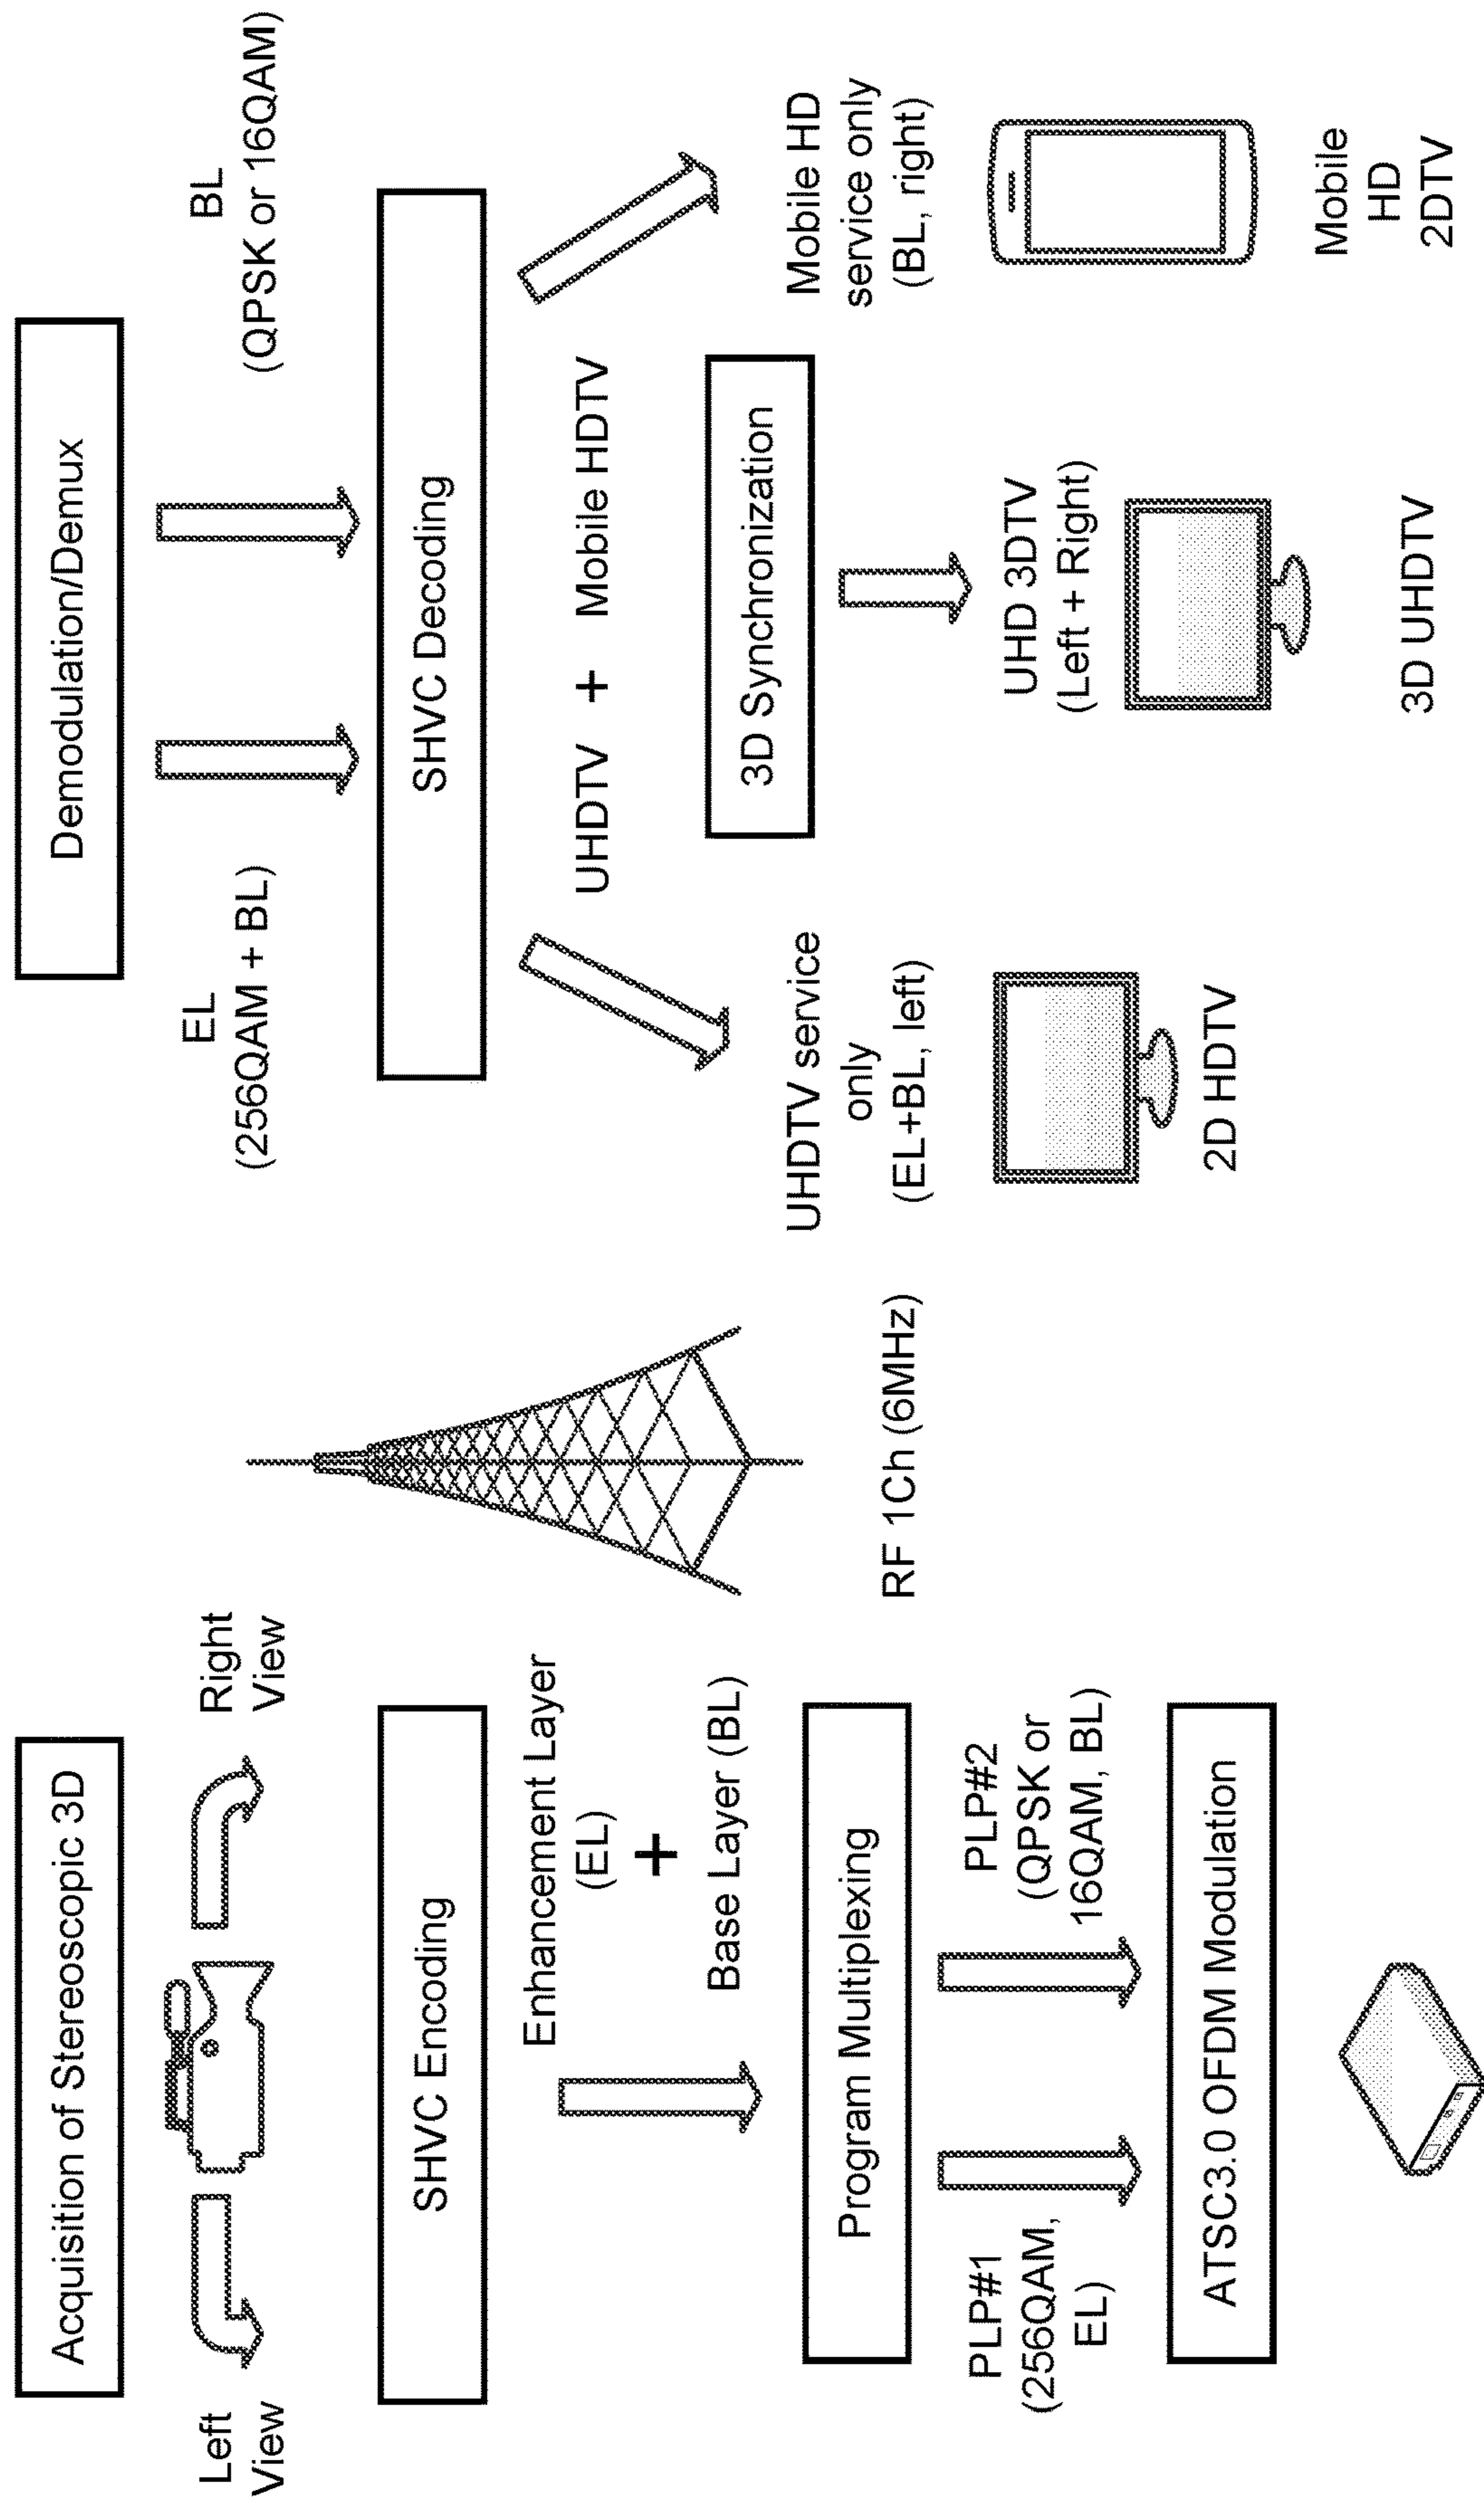 Acquisition of Stereoscopic 3D
Left
View
Right
View
SHVC Encoding
Enhancement Layer
(EL)
+
Base Layer (BL)
Program Multiplexing
PLP#1
(256QAM,
EL)
PLP#2
(QPSK or
16QAM, BL)
ATSC3.0 OFDM Modulation
RF 1Ch (6MHz)
Demodulation/Demux
EL
(256QAM + BL)
BL
(QPSK or 16QAM)
SHVC Decoding
UHDTV + Mobile HDTV
UHDTV service
only
(EL+BL, left)
2D HDTV
3D Synchronization
UHD 3DTV
(Left + Right)
3D UHDTV
Mobile HD
service only
(BL, right)
Mobile
HD
2DTV